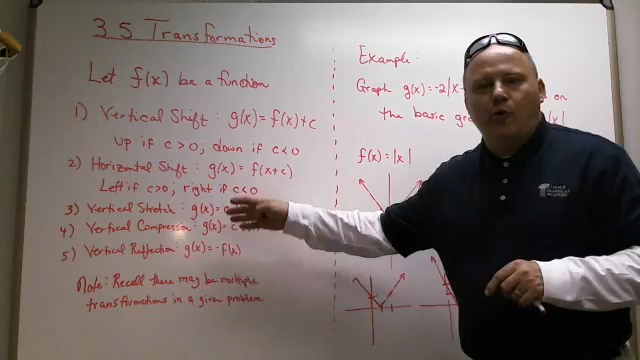 3.5 Transformations
Let f(x) be a function
1) Vertical Shift: g(x) = f(x)+c
up if c>0; down if c<0
2) Horizontal Shift: g(x) = f(x+c)
Left if c>0; right if c<0
3) Vertical Stretch: g(x)=
4) Vertical Compression: g(x)= c
5) Vertical Reflection: g(x)= -f(x)
Note: Recall there may be multiple
transformations in a given problem.
Example:
Graph g(x) = -2|x- on
the basic
f(x) = |x|